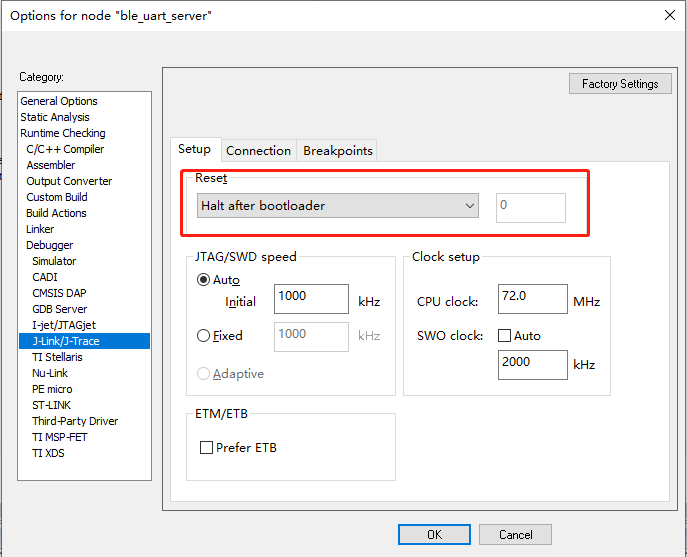 Options for node "ble_uart_server"
Category:
General Options
Static Analysis
Runtime Checking
C/C++ Compiler
Assembler
Output Converter
Custom Build
Build Actions
Linker
Debugger
Simulator
CADI
CMSIS DAP
GDB Server
I-jet/JTAGjet
J-Link/J-Trace
TI Stellaris
Nu-Link
PE micro
ST-LINK
Third-Party Driver
TI MSP-FET
TI XDS
Factory Settings
Setup Connection Breakpoints
Reset
Halt after bootloader 0
JTAG/SWD speed
Auto
Initial 1000 kHz
Fixed 1000 kHz
Adaptive
Clock setup
CPU clock: 72.0 MHz
SWO clock: Auto
2000 kHz
ETM/ETB
Prefer ETB
OK Cancel